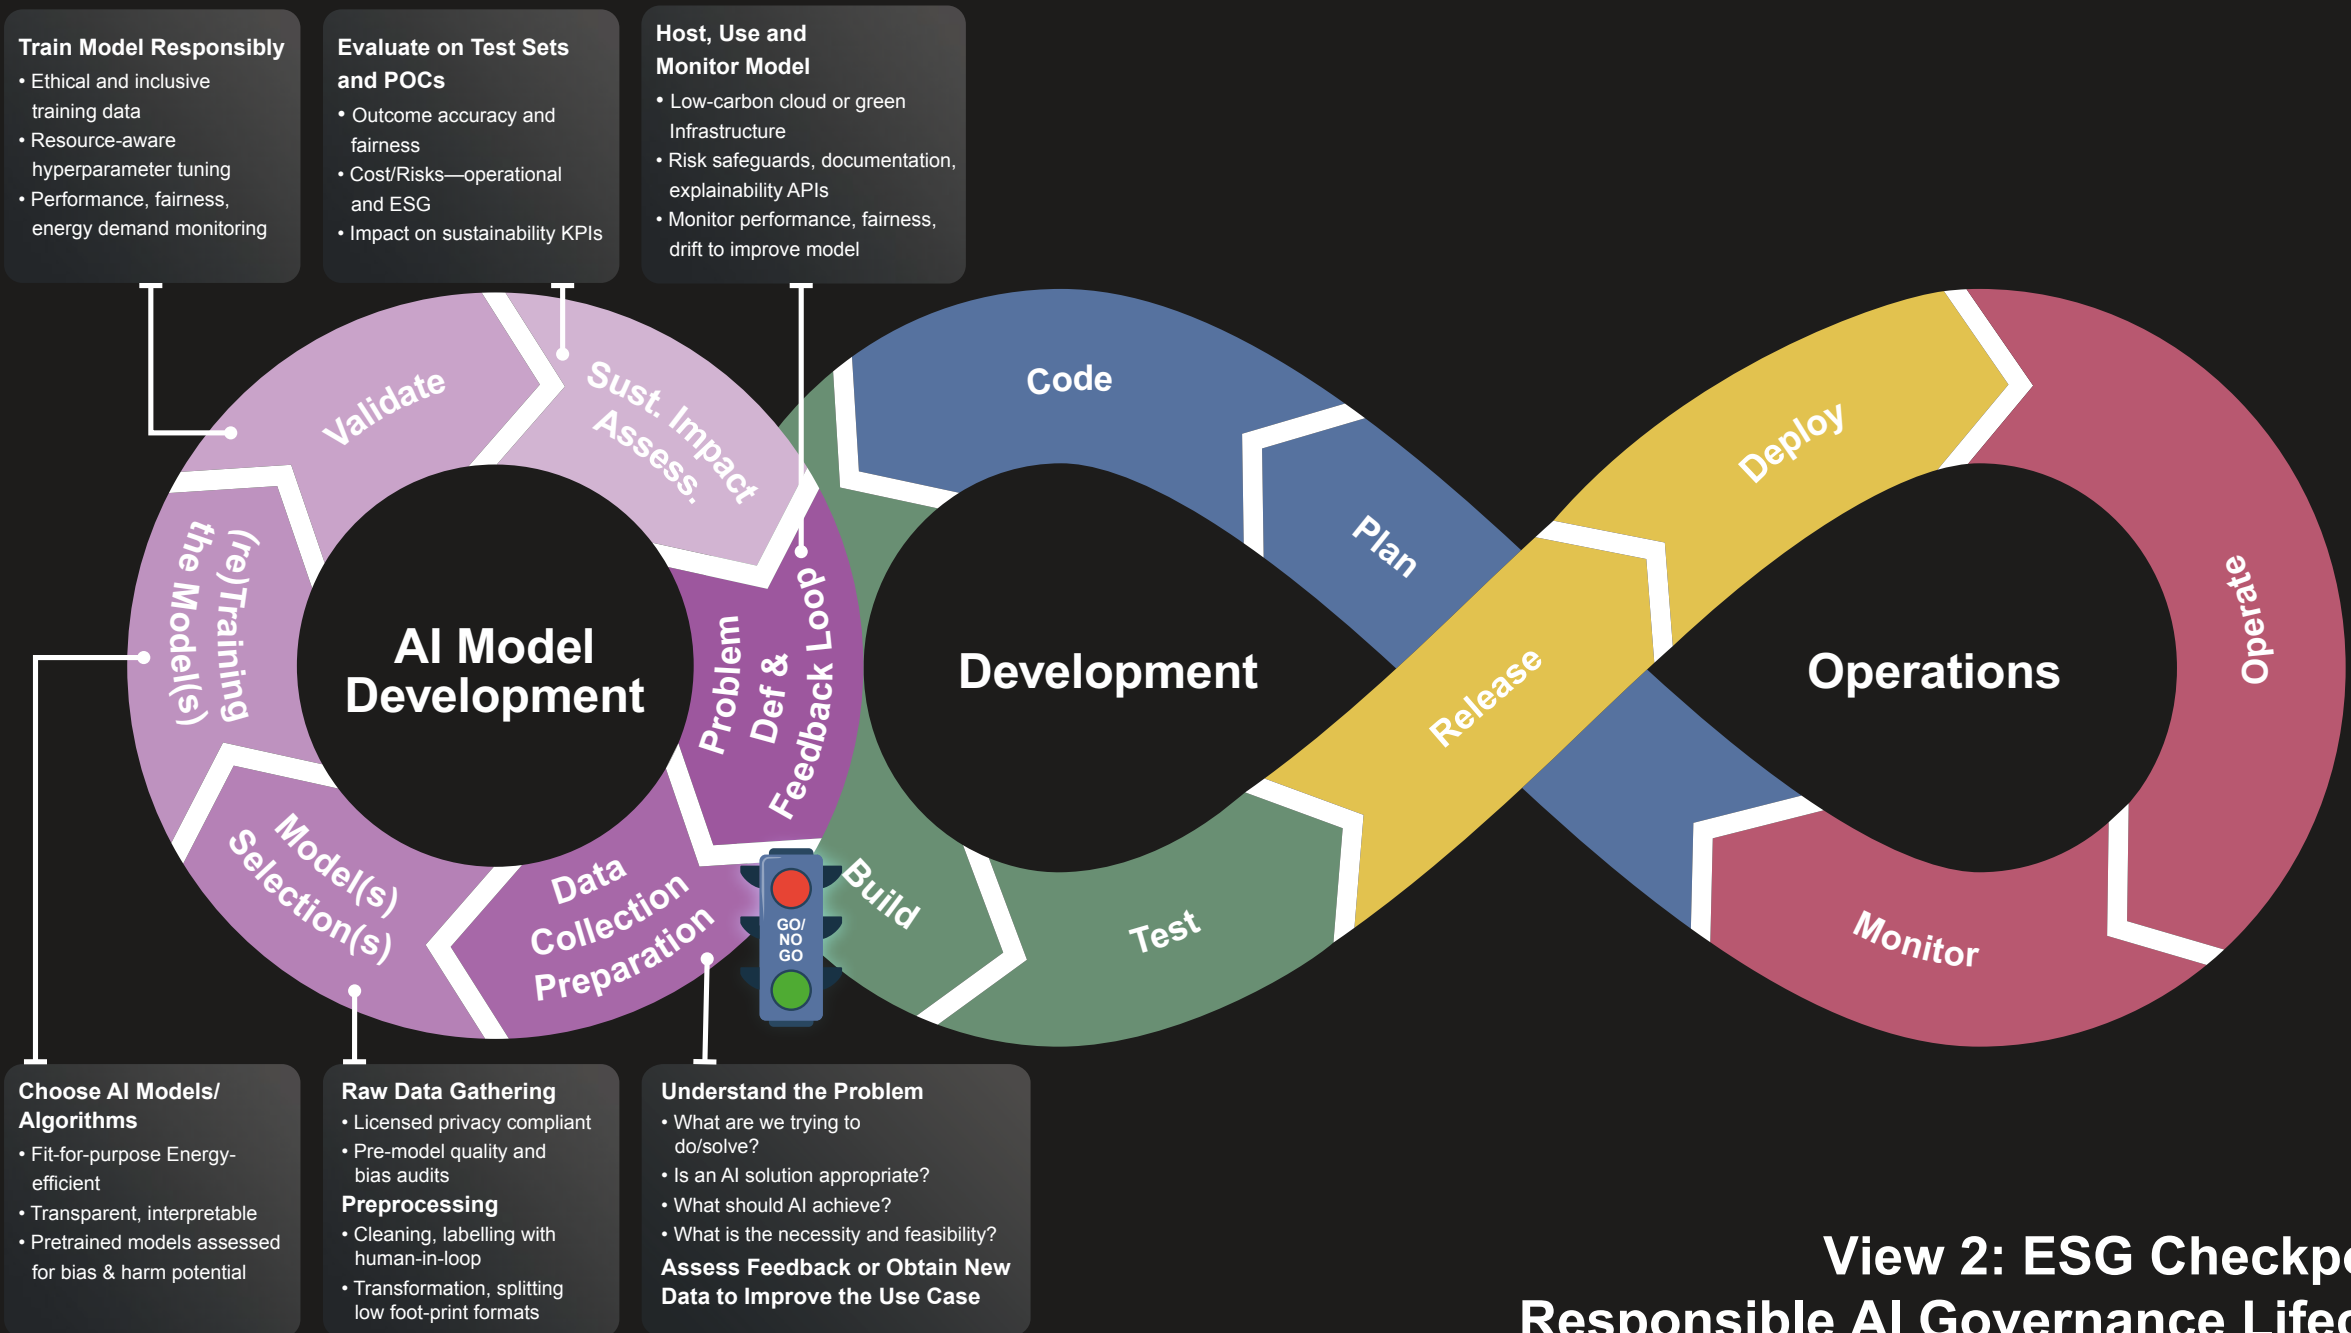 Train Model Responsibly
• Ethical and inclusive
training data
• Resource-aware
hyperparameter tuning
• Performance, fairness,
energy demand monitoring
Evaluate on Test Sets
and POCs
• Outcome accuracy and
fairness
• Cost/Risks—operational
and ESG
• Impact on sustainability KPIs
Host, Use and
Monitor Model
• Low-carbon cloud or green
Infrastructure
• Risk safeguards, documentation,
explainability APIs
• Monitor performance, fairness,
drift to improve model
Validate
Sust. Impact
Assess.
(re)Training
the Model(s)
AI Model
Development
Problem
Def &
Feedback Loop
Model(s)
Selection(s)
Data
Collection
Preparation
GO/
NO
GO
Code
Plan
Development
Build
Test
Release
Deploy
Operations
Operate
Monitor
Choose AI Models/
Algorithms
• Fit-for-purpose Energy-
efficient
• Transparent, interpretable
• Pretrained models assessed
for bias & harm potential
Raw Data Gathering
• Licensed privacy compliant
• Pre-model quality and
bias audits
Preprocessing
• Cleaning, labelling with
human-in-loop
• Transformation, splitting
low foot-print formats
Understand the Problem
• What are we trying to
do/solve?
• Is an AI solution appropriate?
• What should AI achieve?
• What is the necessity and feasibility?
Assess Feedback or Obtain New
Data to Improve the Use Case
View 2: ESG
Responsible AI Governance